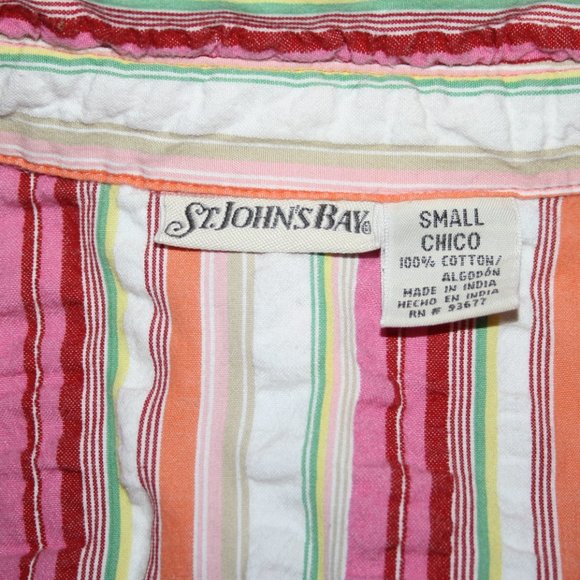 ST. JOHN'S BAY®
SMALL
CHICO
100% COTTON/
ALGODÓN
MADE IN INDIA
HECHO EN INDIA
RN # 93677